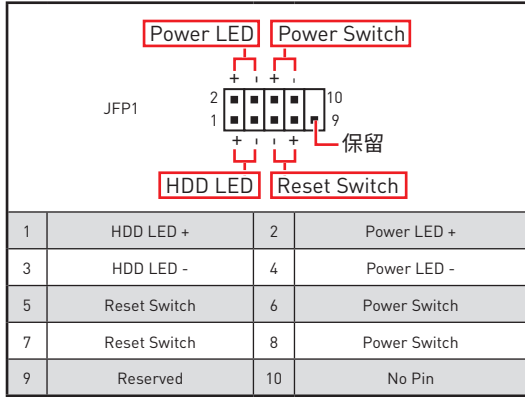 Power LED Power Switch
+ - + -
JFP1
2 10
1 9
+ - - +
保留
HDD LED Reset Switch
1 HDD LED + 2 Power LED +
3 HDD LED - 4 Power LED -
5 Reset Switch 6 Power Switch
7 Reset Switch 8 Power Switch
9 Reserved 10 No Pin